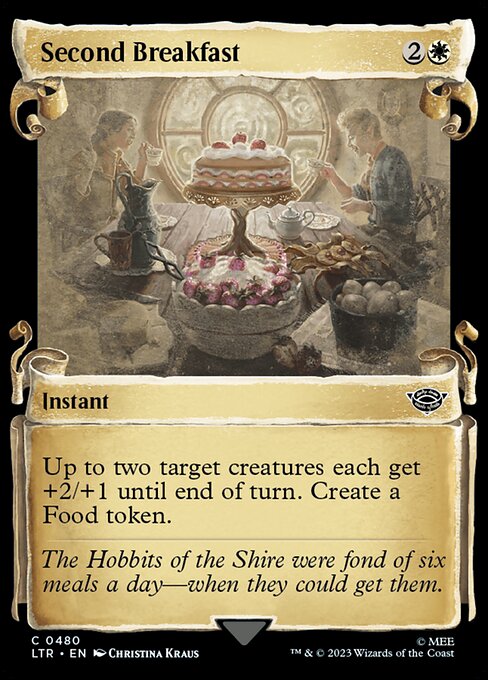 Second Breakfast 2
Instant
Up to two target creatures each get
+2/+1 until end of turn. Create a
Food token.
The Hobbits of the Shire were fond of six
meals a day—when they could get them.
C 0480
LTR • EN Christina Kraus
© MEE
™ & © 2023 Wizards of the Coast